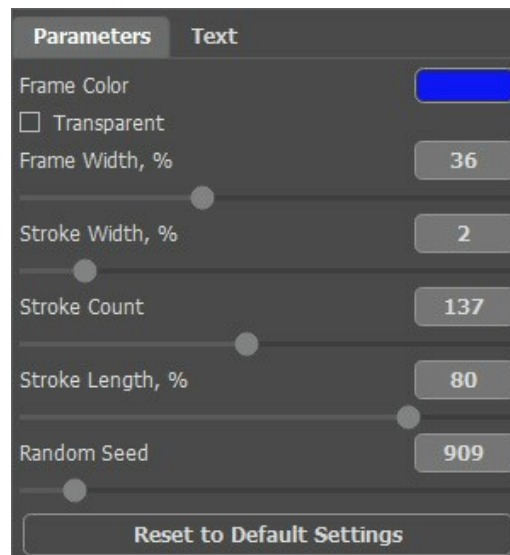 Parameters Text
Frame Color
Transparent
Frame Width, % 36
Stroke Width, % 2
Stroke Count 137
Stroke Length, % 80
Random Seed 909
Reset to Default Settings